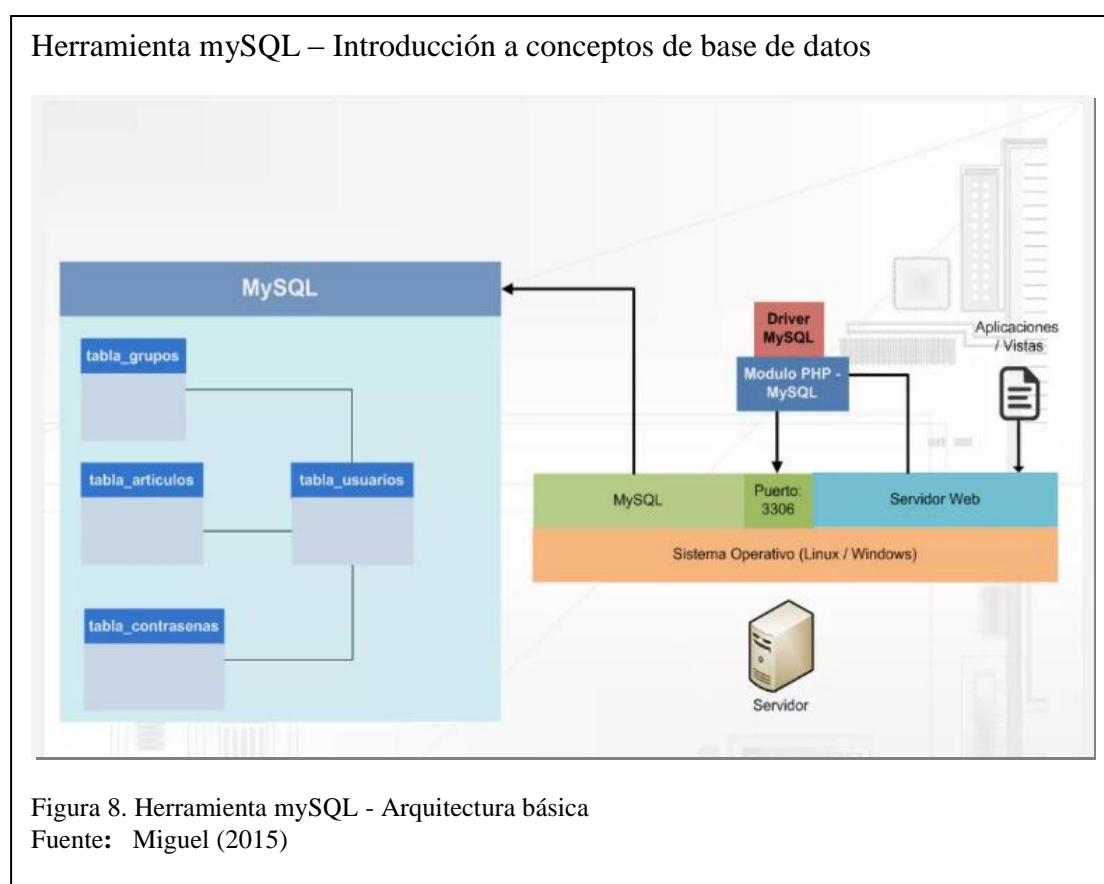 Herramienta mySQL – Introducción a conceptos de base de datos
MySQL
tabla_grupos
tabla_articulos
tabla_usuarios
tabla_contrasenas
Driver
MySQL
Modulo PHP -
MySQL
Aplicaciones
/ Vistas
MySQL
Puerto:
3306
Servidor Web
Sistema Operativo (Linux / Windows)
Servidor
Figura 8. Herramienta mySQL - Arquitectura básica
Fuente: Miguel (2015)